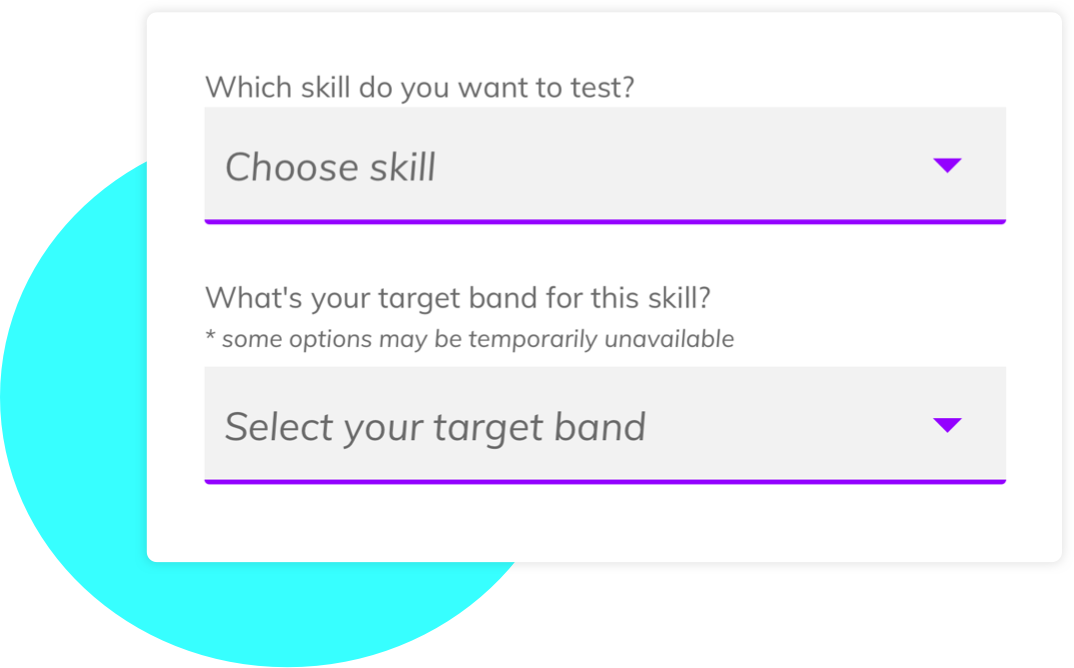 Which skill do you want to test?
Choose skill
What's your target band for this skill?
* some options may be temporarily unavailable
Select your target band